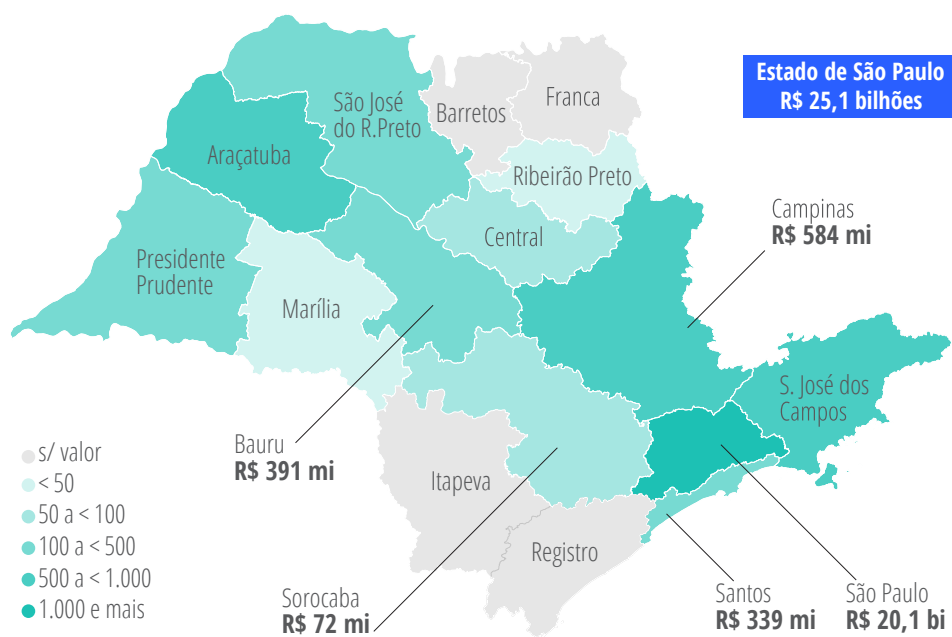 Estado de São Paulo
R$ 25,1 bilhões
São José
do R.Preto
Barretos
Franca
Araçatuba
Ribeirão Preto
Campinas
R$ 584 mi
Central
Presidente
Prudente
Marília
S. José dos
Campos
Bauru
R$ 391 mi
Itapeva
Registro
s/ valor
< 50
50 a < 100
100 a < 500
500 a < 1.000
1.000 e mais
Sorocaba
R$ 72 mi
Santos
R$ 339 mi
São Paulo
R$ 20,1 bi